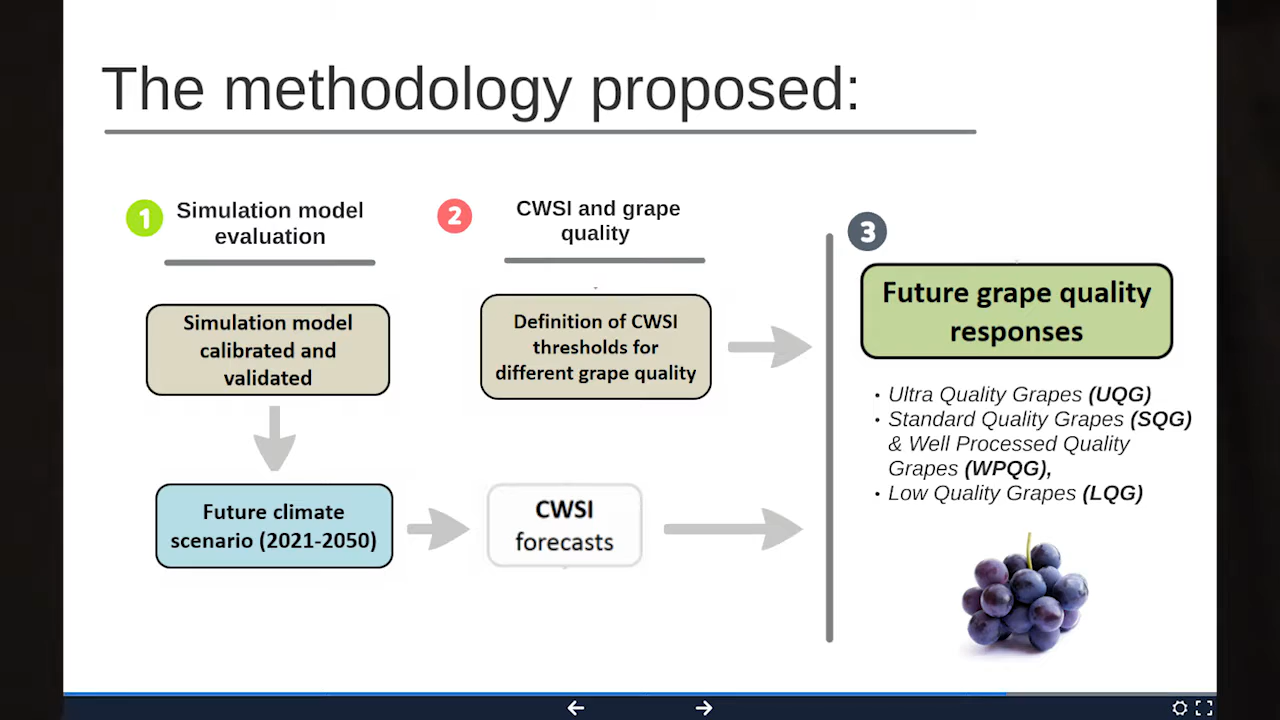 The methodology proposed:
1
Simulation model
evaluation
Simulation model
calibrated and
validated
Future climate
scenario (2021-2050)
2
CWSI and grape
quality
Definition of CWSI
thresholds for
different grape quality
CWSI
forecasts
3
Future grape quality
responses
• Ultra Quality Grapes (UQG)
• Standard Quality Grapes (SQG)
& Well Processed Quality
Grapes (WPQG),
• Low Quality Grapes (LQG)